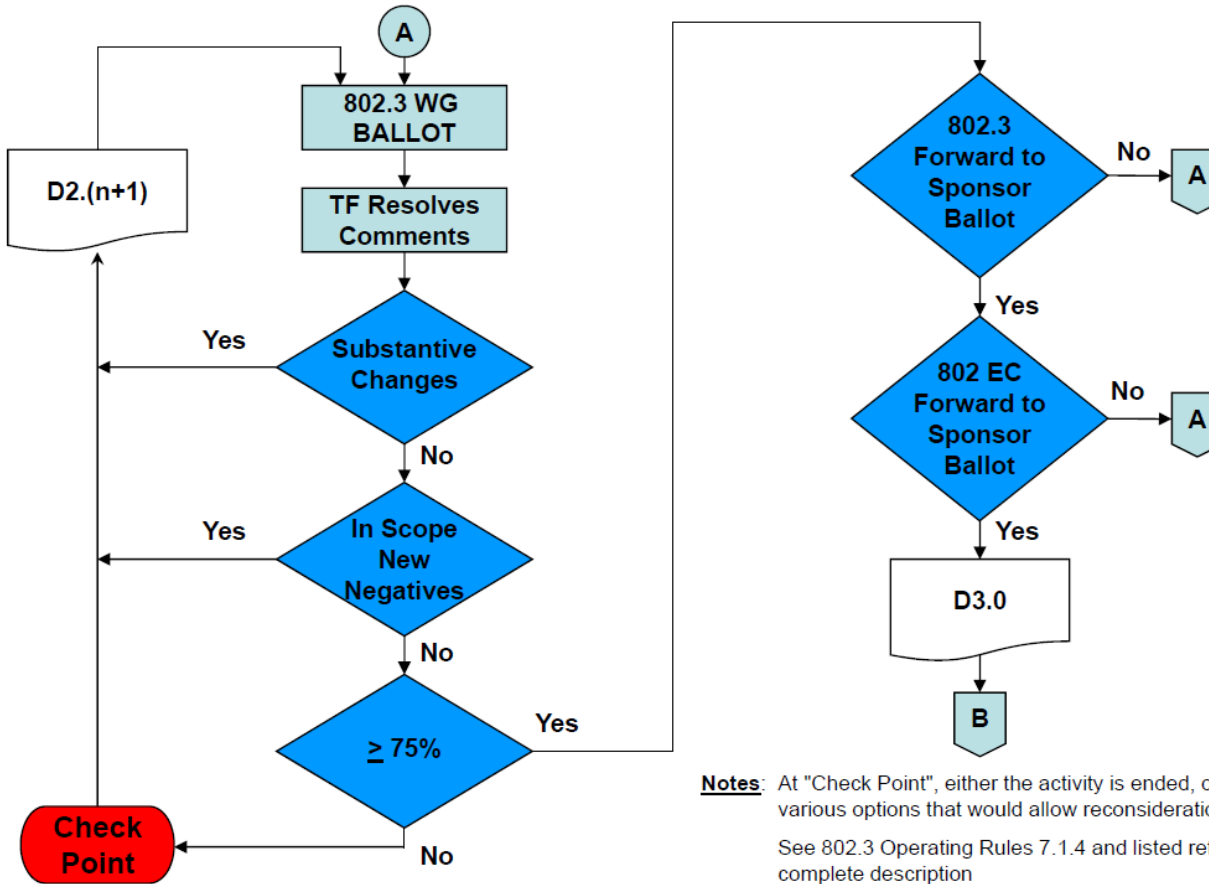 A
802.3 WG
BALLOT
D2.(n+1)
TF Resolves
Comments
Substantive
Changes
Yes
No
In Scope
New
Negatives
Yes
No
≥ 75%
Yes
No
Check
Point
802.3
Forward to
Sponsor
Ballot
No
A
Yes
802 EC
Forward to
Sponsor
Ballot
No
A
Yes
D3.0
B
Notes: At "Check Point", either the activity is ended, o
various options that would allow reconsideratio
See 802.3 Operating Rules 7.1.4 and listed ref
complete description